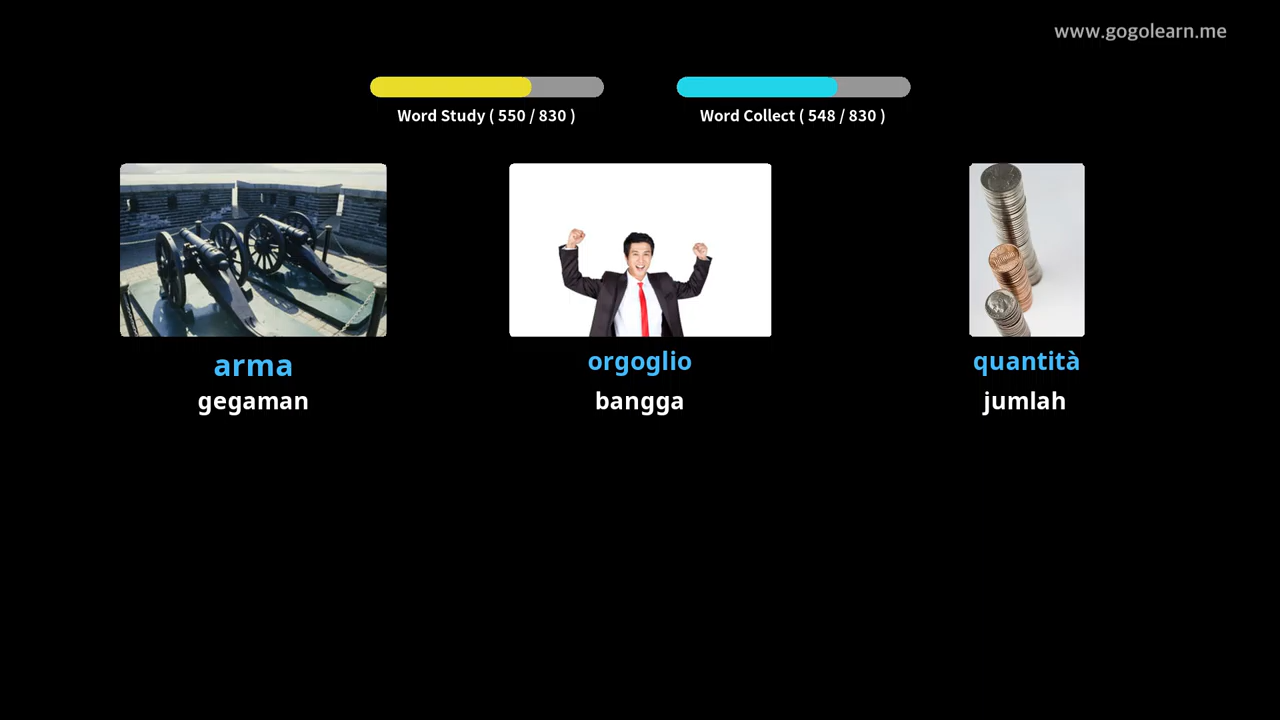 www.gogolearn.me
Word Study ( 550 / 830 )
Word Collect ( 548 / 830 )
arma
orgoglio
quantità
gegaman
bangga
jumlah